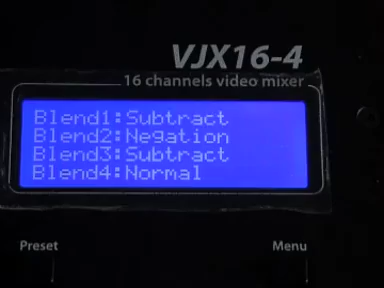 VJX16-4
16 channels video mixer
Blend1:Subtract
Blend2:Negation
Blend3:Subtract
Blend4:Normal
Preset
Menu